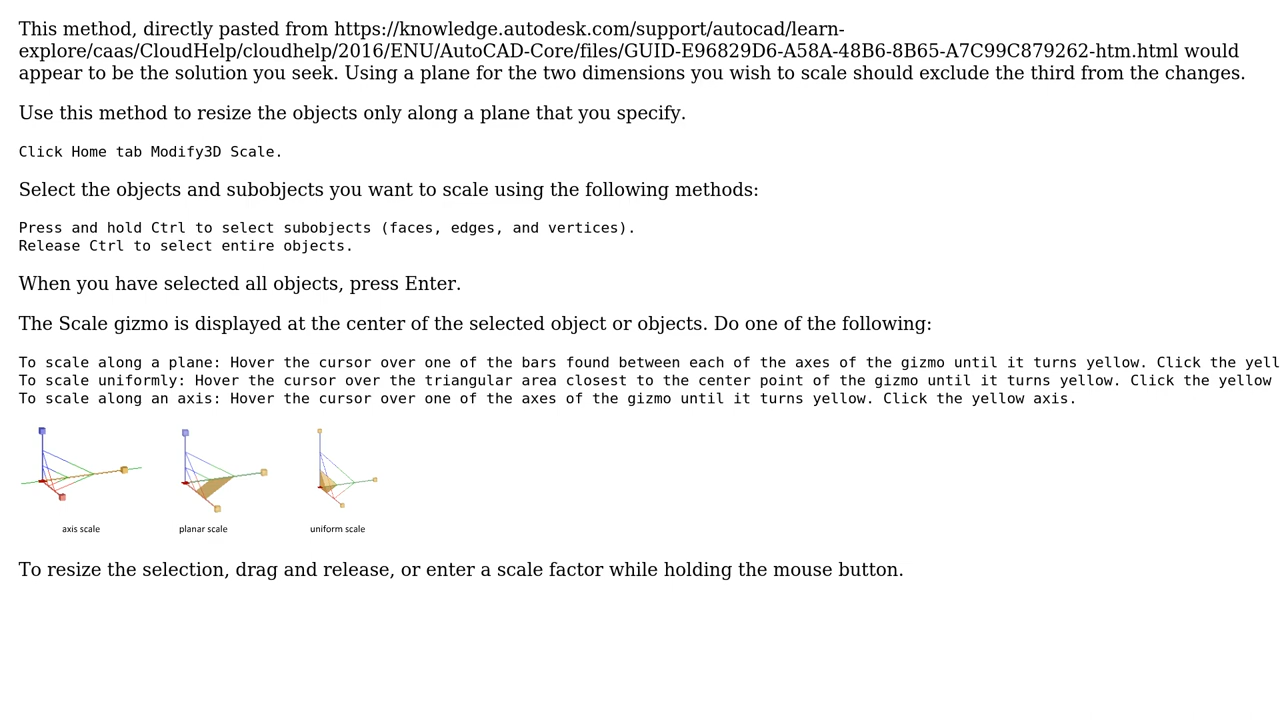 This method, directly pasted from https://knowledge.autodesk.com/support/autocad/learn-
explore/caas/CloudHelp/cloudhelp/2016/ENU/AutoCAD-Core/files/GUID-E96829D6-A58A-48B6-8B65-A7C99C879262-htm.html would
appear to be the solution you seek. Using a plane for the two dimensions you wish to scale should exclude the third from the changes.
Use this method to resize the objects only along a plane that you specify.
Click Home tab Modify3D Scale.
Select the objects and subobjects you want to scale using the following methods:
Press and hold Ctrl to select subobjects (faces, edges, and vertices).
Release Ctrl to select entire objects.
When you have selected all objects, press Enter.
The Scale gizmo is displayed at the center of the selected object or objects. Do one of the following:
To scale along a plane: Hover the cursor over one of the bars found between each of the axes of the gizmo until it turns yellow. Click the yell
To scale uniformly: Hover the cursor over the triangular area closest to the center point of the gizmo until it turns yellow. Click the yellow
To scale along an axis: Hover the cursor over one of the axes of the gizmo until it turns yellow. Click the yellow axis.
axis scale planar scale uniform scale
To resize the selection, drag and release, or enter a scale factor while holding the mouse button.